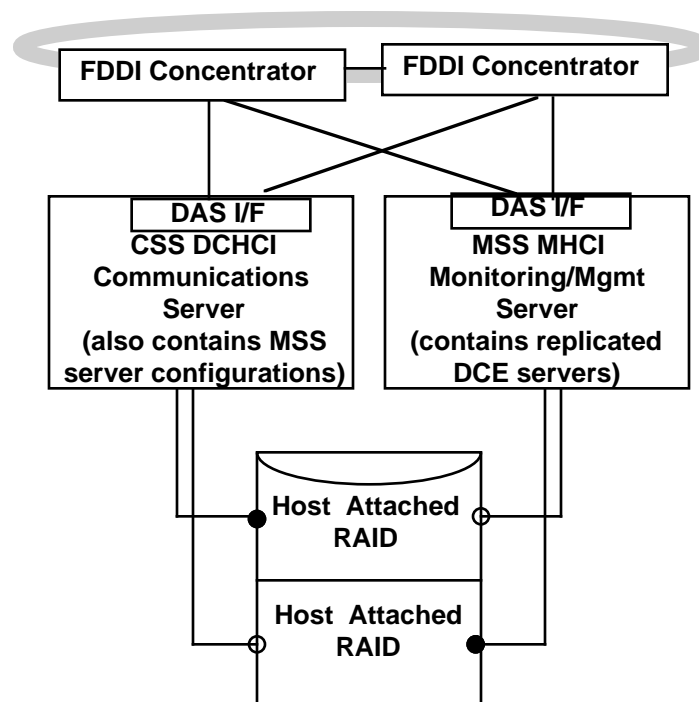 FDDI Concentrator
FDDI Concentrator
DAS I/F
CSS DCHCI
Communications
Server
(also contains MSS
server configurations)
DAS I/F
MSS MHCI
Monitoring/Mgmt
Server
(contains replicated
DCE servers)
Host Attached
RAID
Host Attached
RAID